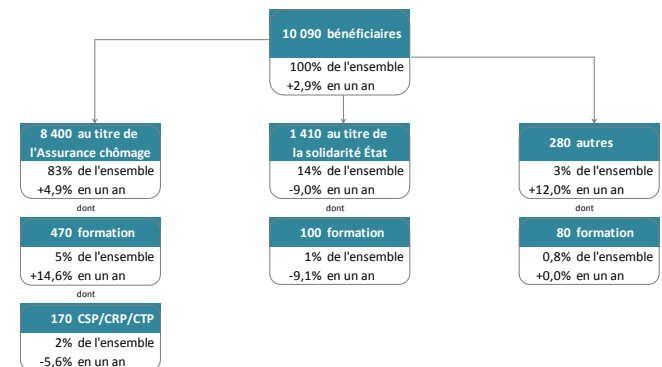 10 090 bénéficiaires
100% de l'ensemble
+2,9% en un an
8 400 au titre de
l'Assurance chômage
83% de l'ensemble
+4,9% en un an
dont
470 formation
5% de l'ensemble
+14,6% en un an
dont
170 CSP/CRP/CTP
2% de l'ensemble
-5,6% en un an
1 410 au titre de
la solidarité État
14% de l'ensemble
-9,0% en un an
dont
100 formation
1% de l'ensemble
-9,1% en un an
280 autres
3% de l'ensemble
+12,0% en un an
dont
80 formation
0,8% de l'ensemble
+0,0% en un an